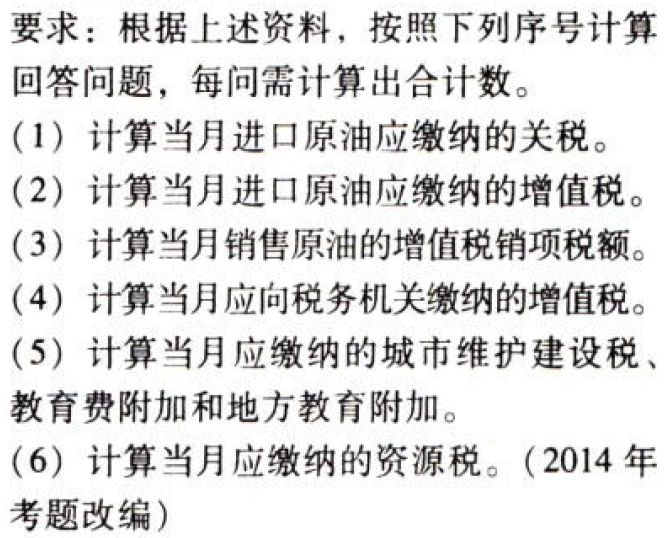 要求：根据上述资料，按照下列序号计算
回答问题，每问需计算出合计数。
(1) 计算当月进口原油应缴纳的关税。
(2) 计算当月进口原油应缴纳的增值税。
(3) 计算当月销售原油的增值税销项税额。
(4) 计算当月应向税务机关缴纳的增值税。
(5) 计算当月应缴纳的城市维护建设税、
教育费附加和地方教育附加。
(6) 计算当月应缴纳的资源税。(2014 年
考题改编)